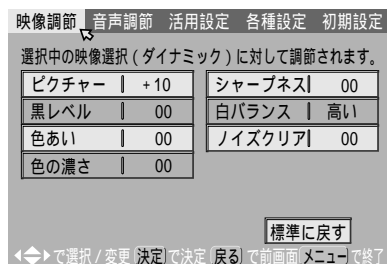 映像調節 音声調節 活用設定 各種設定 初期設定
選択中の映像選択(ダイナミック)に対して調節されます。
ピクチャー +10 シャープネス 00
黒レベル 00 白バランス 高い
色あい 00 ノイズクリア 00
色の濃さ 00
標準に戻す
で選択/変更 決定で決定 戻るで前画面 メニューで終了